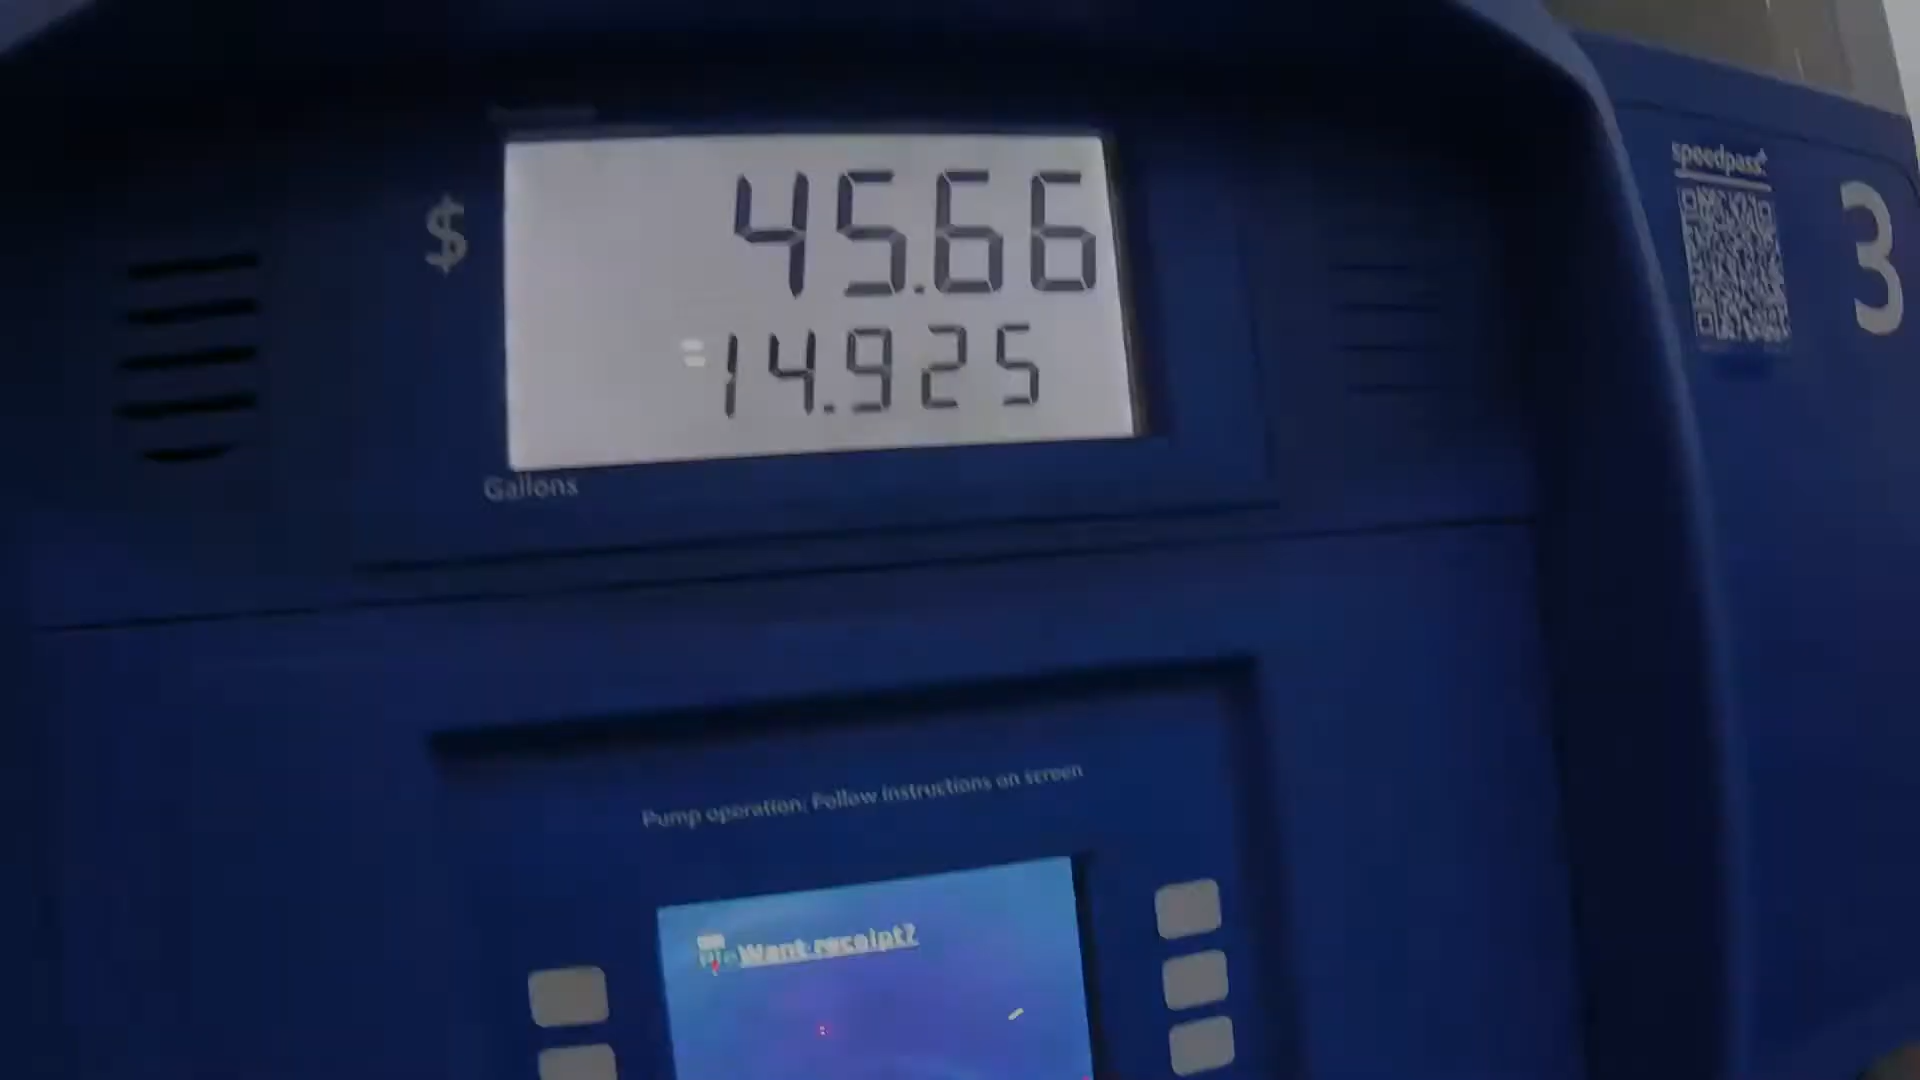 speedpass+
3
$ 45.66
14.925
Gallons
Pump operation: Follow instructions on screen
Want receipt?